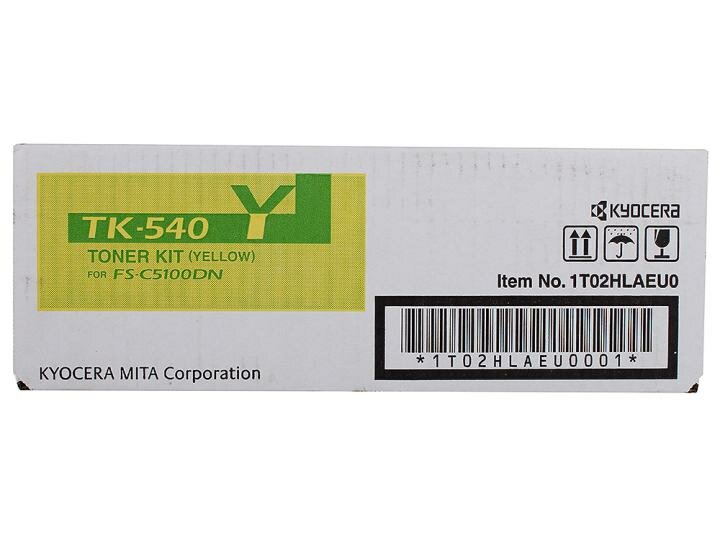 TK-540 Y
TONER KIT (YELLOW)
FOR FS-C5100DN
KYOCERA MITA Corporation
KYOCERA
Item No. 1T02HLAEU0
*1T02HLAEU0001*